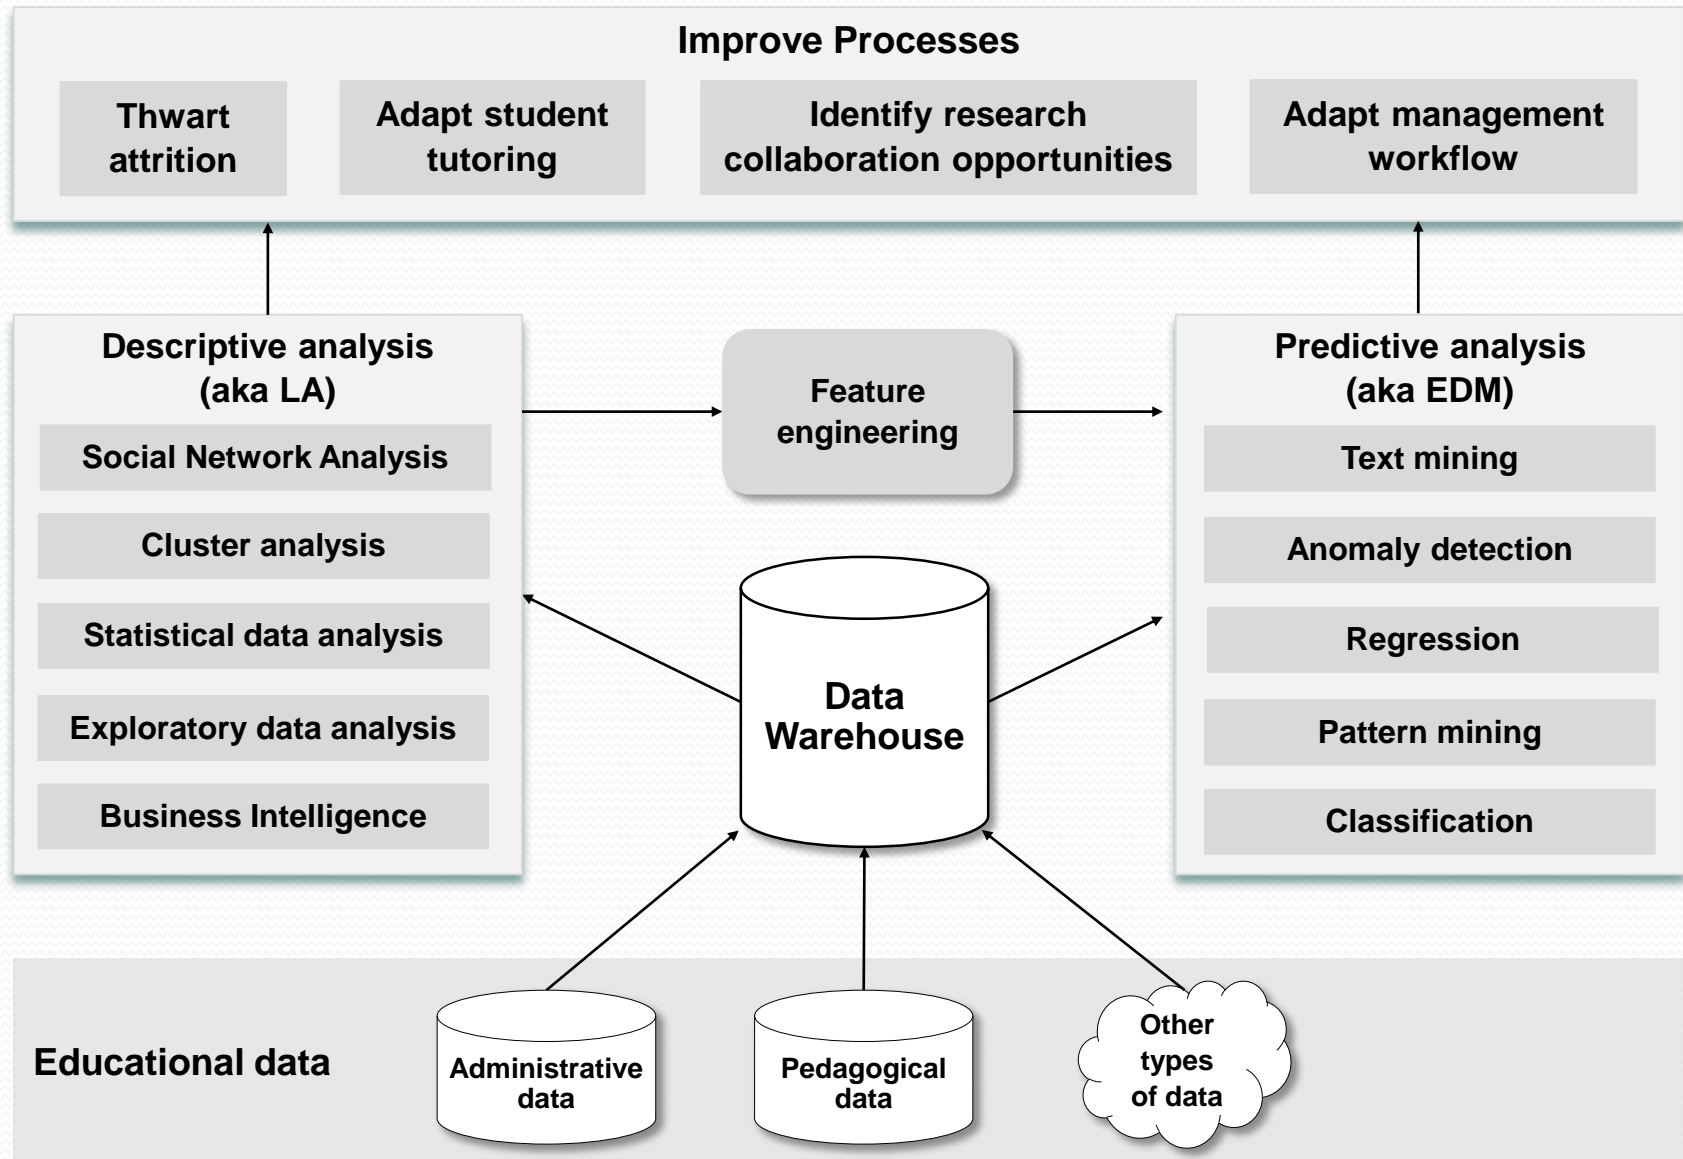 Improve Processes
Thwart
attrition
Adapt student
tutoring
Identify research
collaboration opportunities
Adapt management
workflow
Descriptive analysis
(aka LA)
Social Network Analysis
Cluster analysis
Statistical data analysis
Exploratory data analysis
Business Intelligence
Feature
engineering
Data
Warehouse
Predictive analysis
(aka EDM)
Text mining
Anomaly detection
Regression
Pattern mining
Classification
Educational data
Administrative
data
Pedagogical
data
Other
types
of data